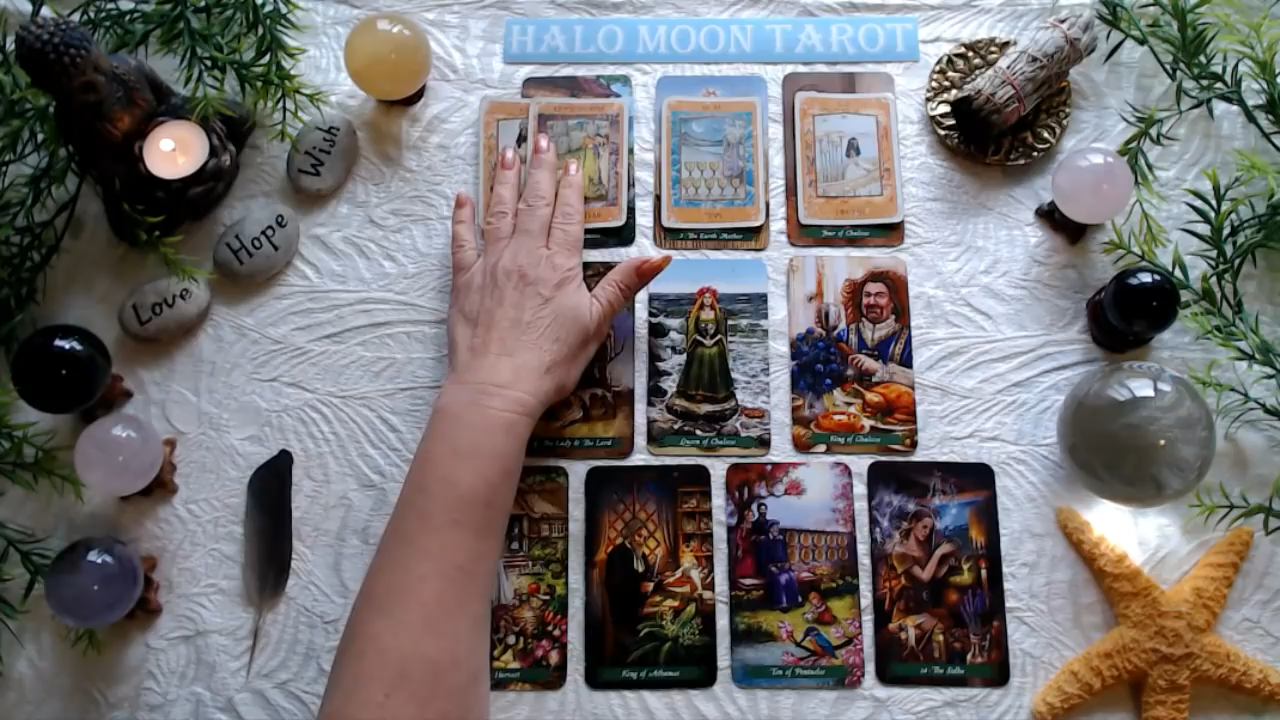 HALO MOON TAROT
Wish
Hope
Love
3 The Earth Mother
Four of Chalices
The Lady & The Lord
Queen of Chalices
King of Chalices
Harvest
King of Athames
Ten of Pentacles
14 The Sidhe